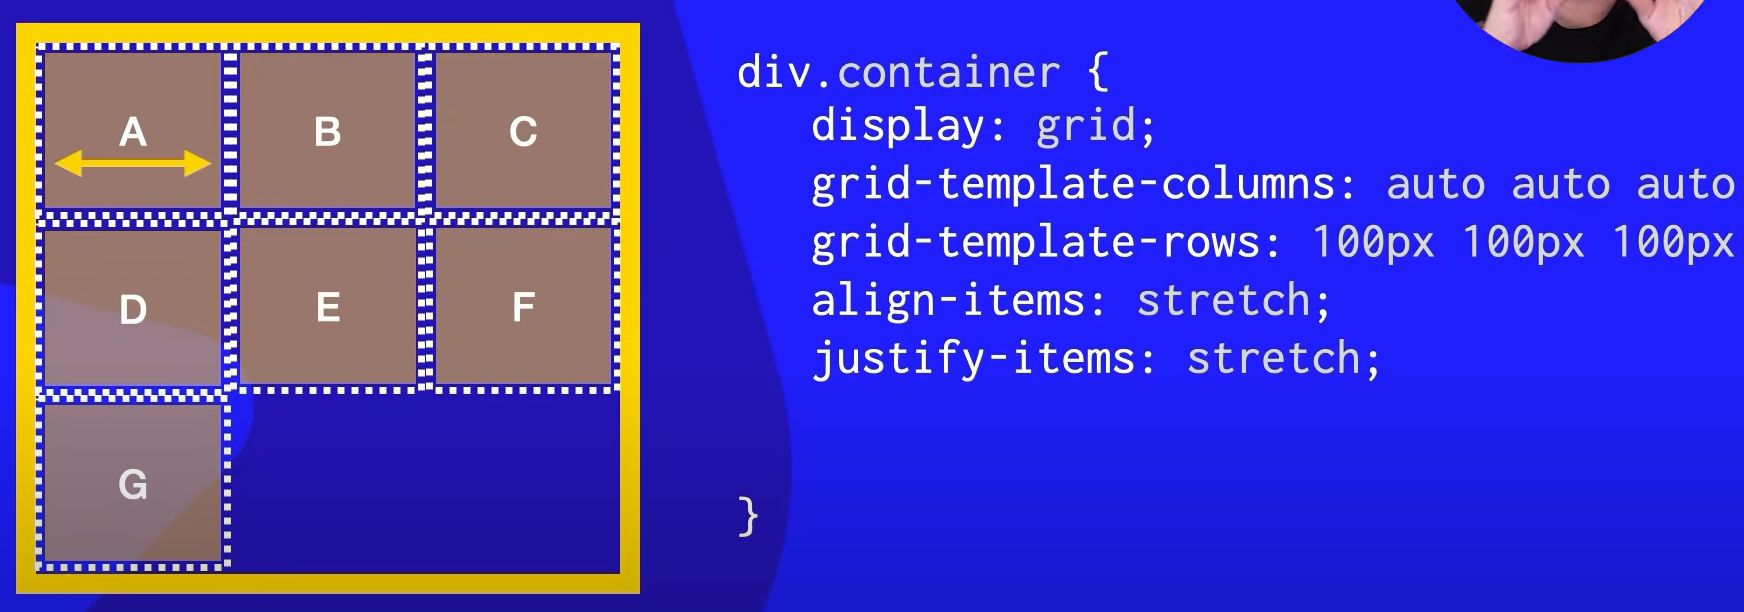 A B C
D E F
G
div.container {
display: grid;
grid-template-columns: auto auto auto
grid-template-rows: 100px 100px 100px
align-items: stretch;
justify-items: stretch;
}